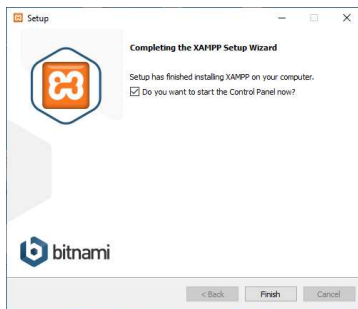 Setup
Completing the XAMPP Setup Wizard
Setup has finished installing XAMPP on your computer.
Do you want to start the Control Panel now?
bitnami
< Back
Finish
Cancel